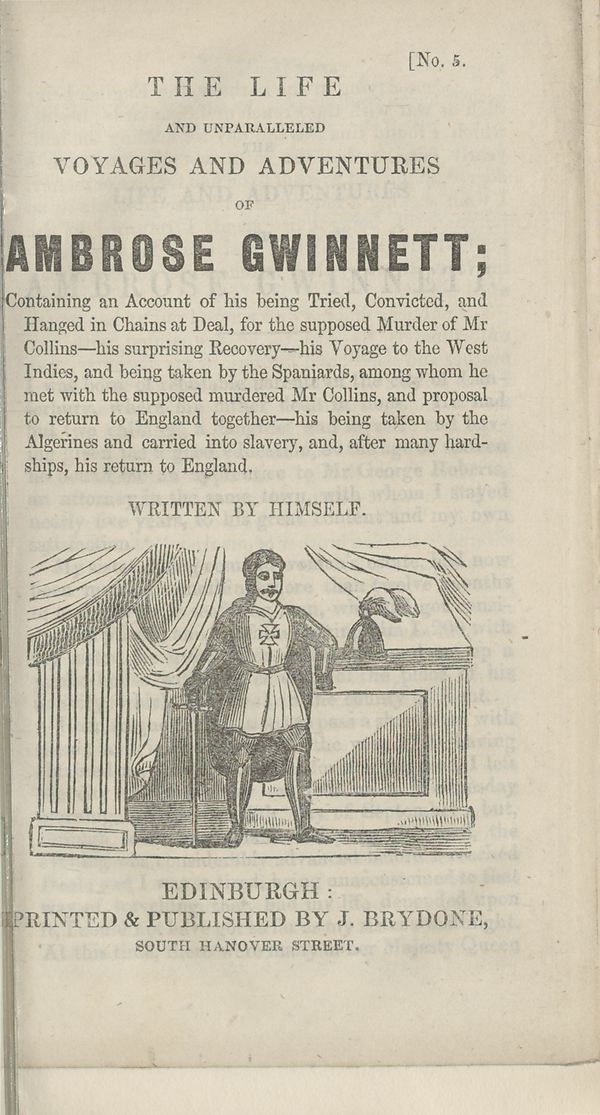 [No. 5.
THE LIFE
AND UNPARALLELED
VOYAGES AND ADVENTURES
OF
AMBROSE GWINNETT;
Containing an Account of his being Tried, Convicted, and
Hanged in Chains at Deal, for the supposed Murder of Mr
Collins—his surprising Recovery—his Voyage to the West
Indies, and being taken by the Spaniards, among whom he
met with the supposed murdered Mr Collins, and proposal
to return to England together—his being taken by the
Algerines and carried into slavery, and, after many hard-
ships, his return to England.
WRITTEN BY HIMSELF.
EDINBURGH:
PRINTED & PUBLISHED BY J. BRYDONE,
SOUTH HANOVER STREET.